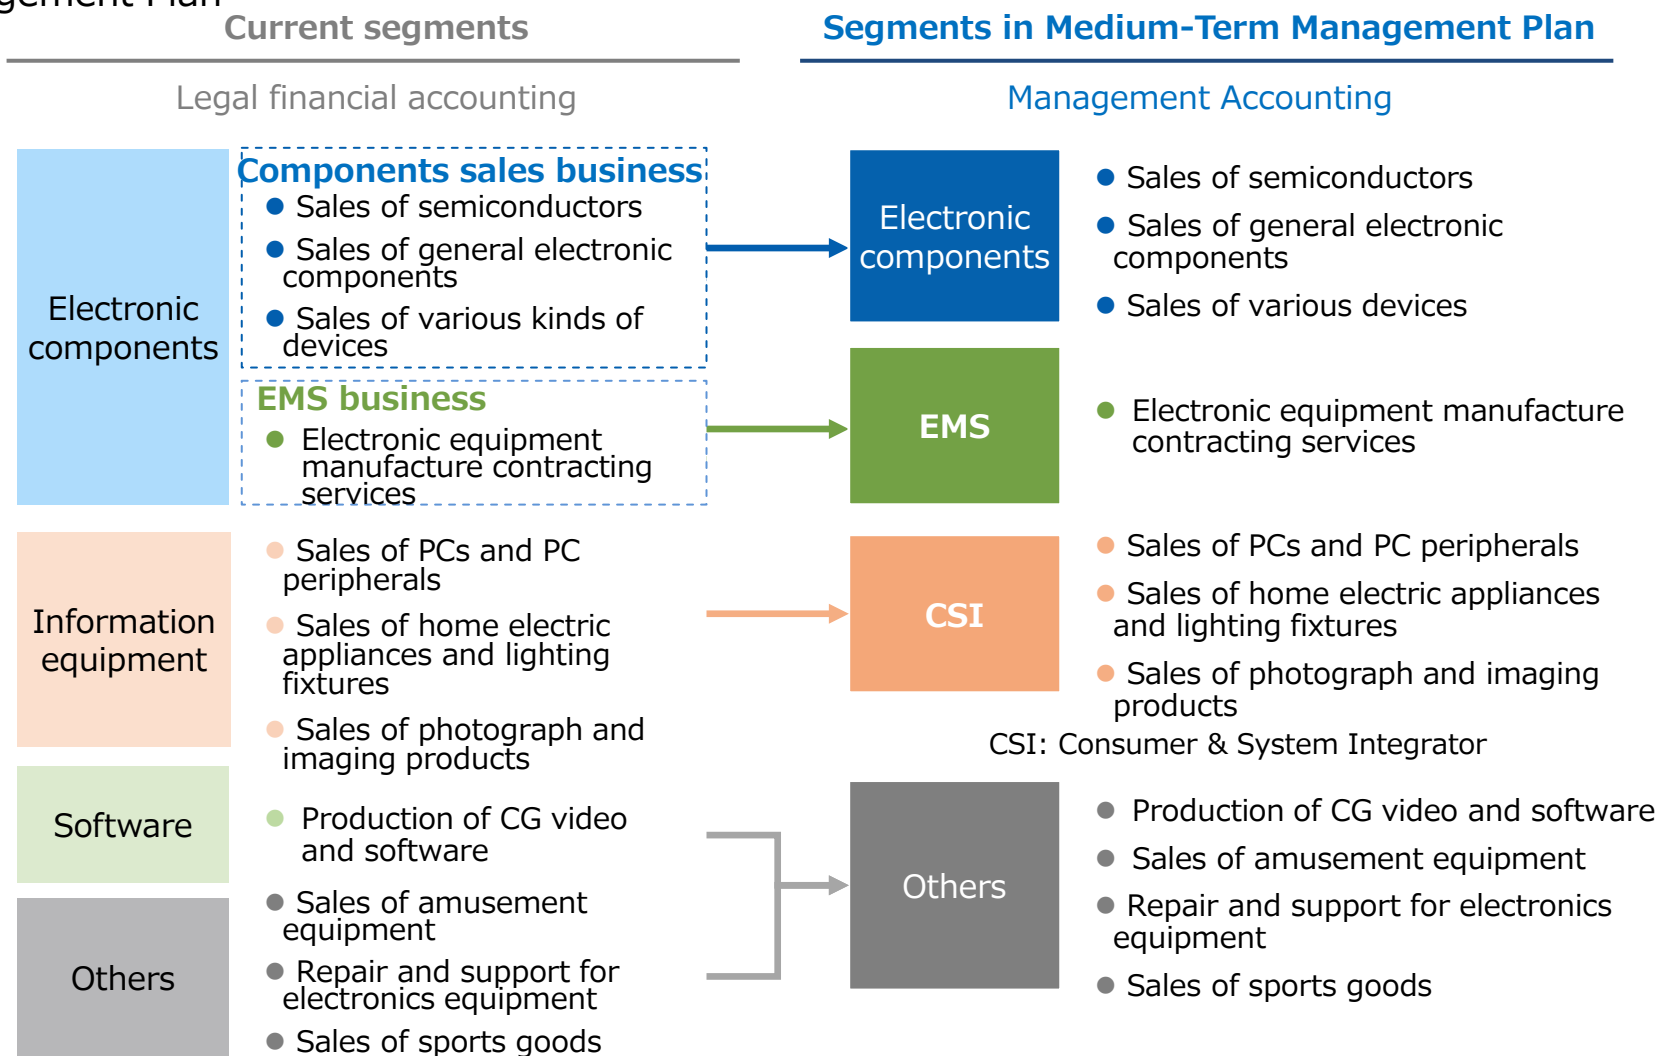 gement Plan
Current segments
Legal financial accounting
Electronic
components
Components sales business
● Sales of semiconductors
● Sales of general electronic
components
● Sales of various kinds of
devices
EMS business
● Electronic equipment
manufacture contracting
services
Information
equipment
● Sales of PCs and PC
peripherals
● Sales of home electric
appliances and lighting
fixtures
● Sales of photograph and
imaging products
Software
● Production of CG video
and software
Others
● Sales of amusement
equipment
● Repair and support for
electronics equipment
● Sales of sports goods
Segments in Medium-Term Management Plan
Management Accounting
Electronic
components
● Sales of semiconductors
● Sales of general electronic
components
● Sales of various devices
EMS
● Electronic equipment manufacture
contracting services
CSI
● Sales of PCs and PC peripherals
● Sales of home electric appliances
and lighting fixtures
● Sales of photograph and imaging
products
CSI: Consumer & System Integrator
Others
● Production of CG video and software
● Sales of amusement equipment
● Repair and support for electronics
equipment
● Sales of sports goods